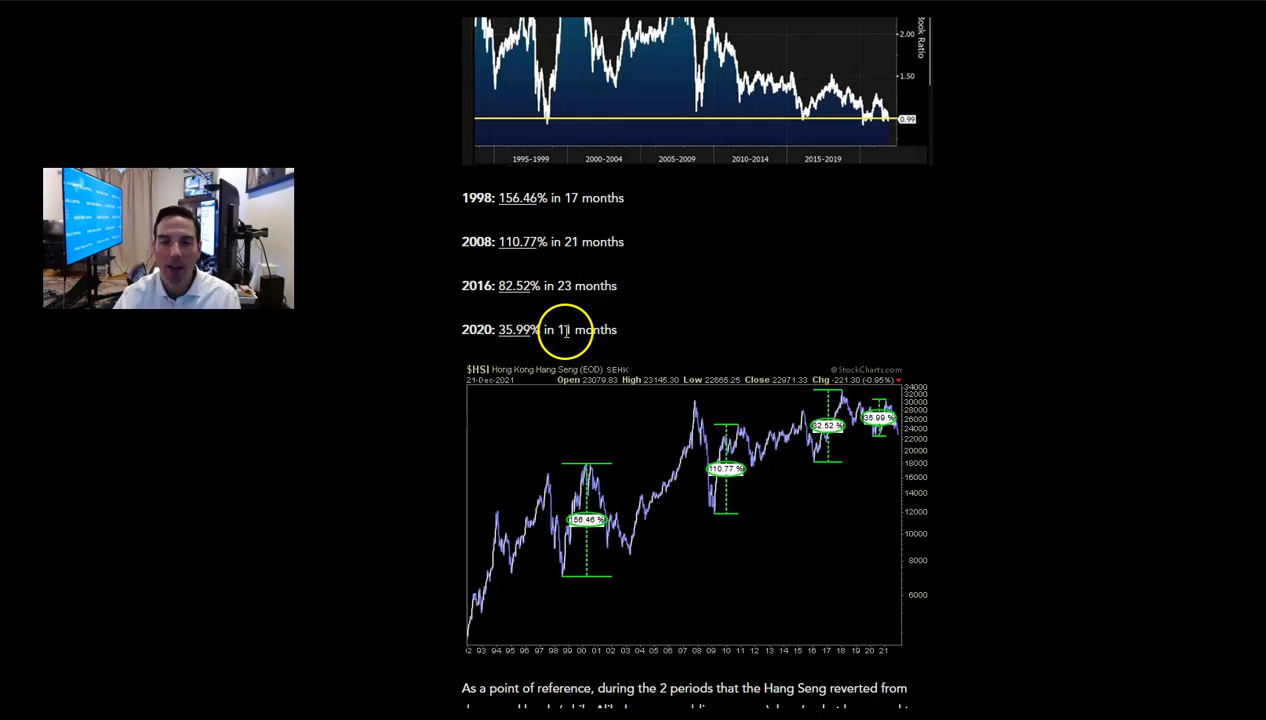 2.00
Book Ratio
1.50
0.99
1995-1999 2000-2004 2005-2009 2010-2014 2015-2019
1998: 156.46% in 17 months
2008: 110.77% in 21 months
2016: 82.52% in 23 months
2020: 35.99% in 11 months
$HSI Hong Kong Hang Seng (EOD) SEHK © StockCharts.com
21-Dec-2021 Open 23079.83 High 23145.30 Low 22665.25 Close 22971.33 Chg -221.30 (-0.95%)
34000
32000
30000
28000
26000
24000
22000
20000
18000
16000
14000
12000
10000
8000
6000
156.46 %
110.77 %
82.52 %
35.99 %
92 93 94 95 96 97 98 99 00 01 02 03 04 05 06 07 08 09 10 11 12 13 14 15 16 17 18 19 20 21
As a point of reference, during the 2 periods that the Hang Seng reverted from